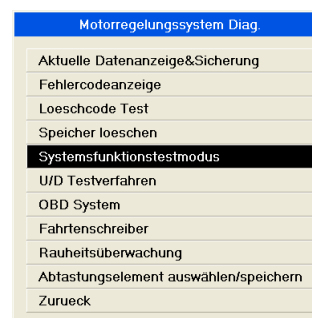 Motorregelungssystem Diag.
Aktuelle Datenanzeige&Sicherung
Fehlercodeanzeige
Loeschcode Test
Speicher loeschen
Systemsfunktionstestmodus
U/D Testverfahren
OBD System
Fahrtenschreiber
Rauheitsüberwachung
Abtastungselement auswählen/speichern
Zurueck